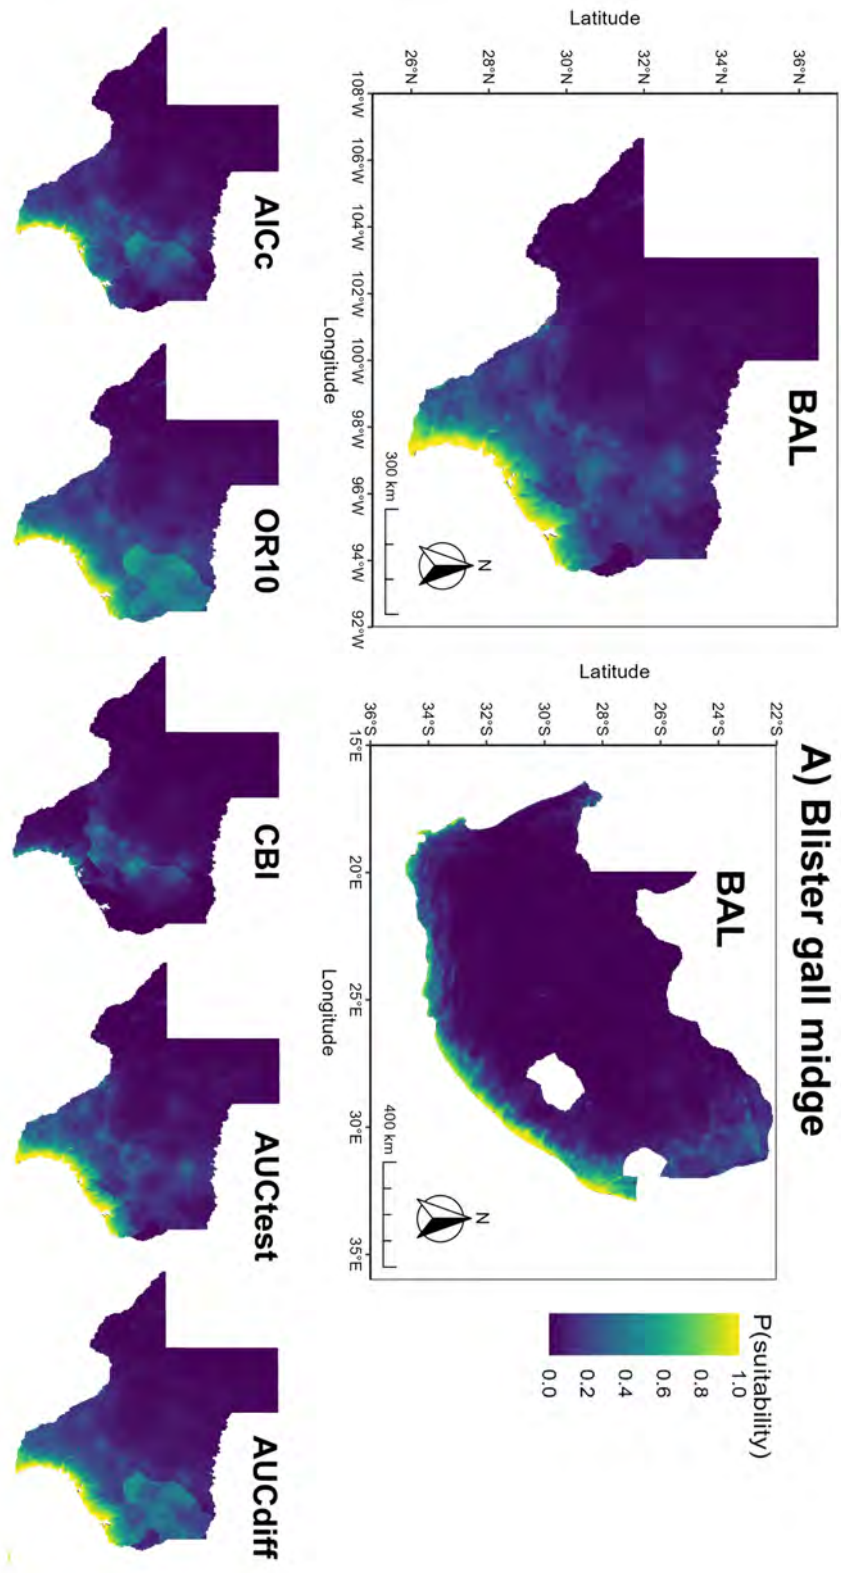 A) Blister gall midge
BAL
Latitude
36°N
34°N
32°N
30°N
28°N
26°N
108°W 106°W 104°W 102°W 100°W 98°W 96°W 94°W 92°W
Longitude
300 km
N
BAL
Latitude
22°S
24°S
26°S
28°S
30°S
32°S
34°S
36°S
15°E 20°E 25°E 30°E 35°E
Longitude
400 km
N
P(suitability)
1.0
0.8
0.6
0.4
0.2
0.0
AICc
OR10
CBI
AUCtest
AUCdiff